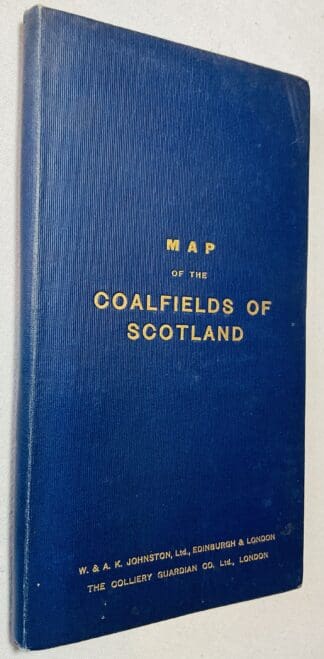 MAP
OF THE
COALFIELDS OF
SCOTLAND
W. & A. K. JOHNSTON, Ltd., EDINBURGH & LONDON
THE COLLIERY GUARDIAN CO. Ltd., LONDON